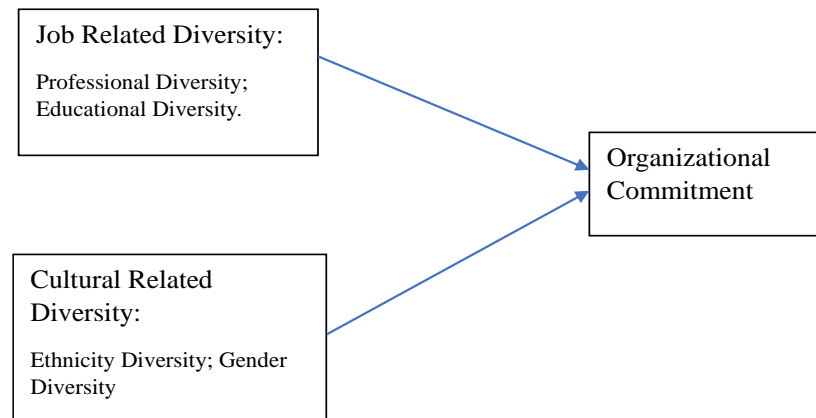 Job Related Diversity:
Professional Diversity;
Educational Diversity.
Organizational
Commitment
Cultural Related
Diversity:
Ethnicity Diversity; Gender
Diversity